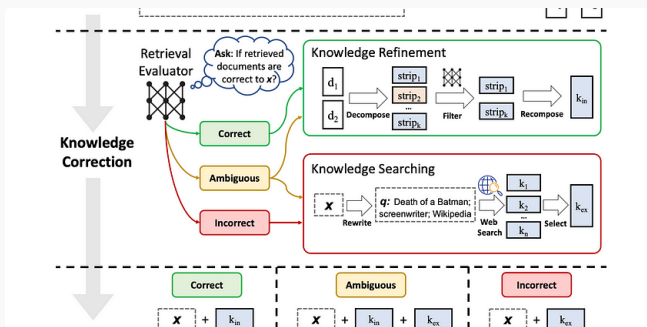 Retrieval
Evaluator
Ask: If retrieved
documents are
correct to x?
Knowledge
Correction
Correct
Ambiguous
Incorrect
Knowledge Refinement
d1
d2
Decompose
strip1
strip2
...
stripk
Filter
strip1
stripk
Recompose
kin
Knowledge Searching
x
Rewrite
q: Death of a Batman;
screenwriter; Wikipedia
Web
Search
k1
k2
...
kn
Select
kex
Correct
Ambiguous
Incorrect
x + kin
x + kin + kex
x + kex